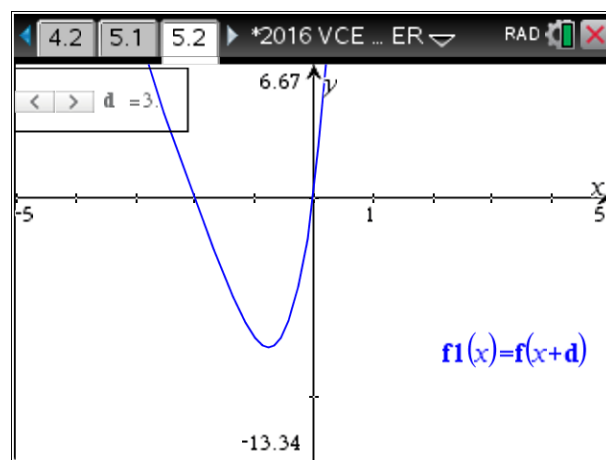 4.2 5.1 5.2 *2016 VCE … ER RAD
< > d =3.
6.67 y
x
-5 1 5
f1(x)=f(x+d)
-13.34